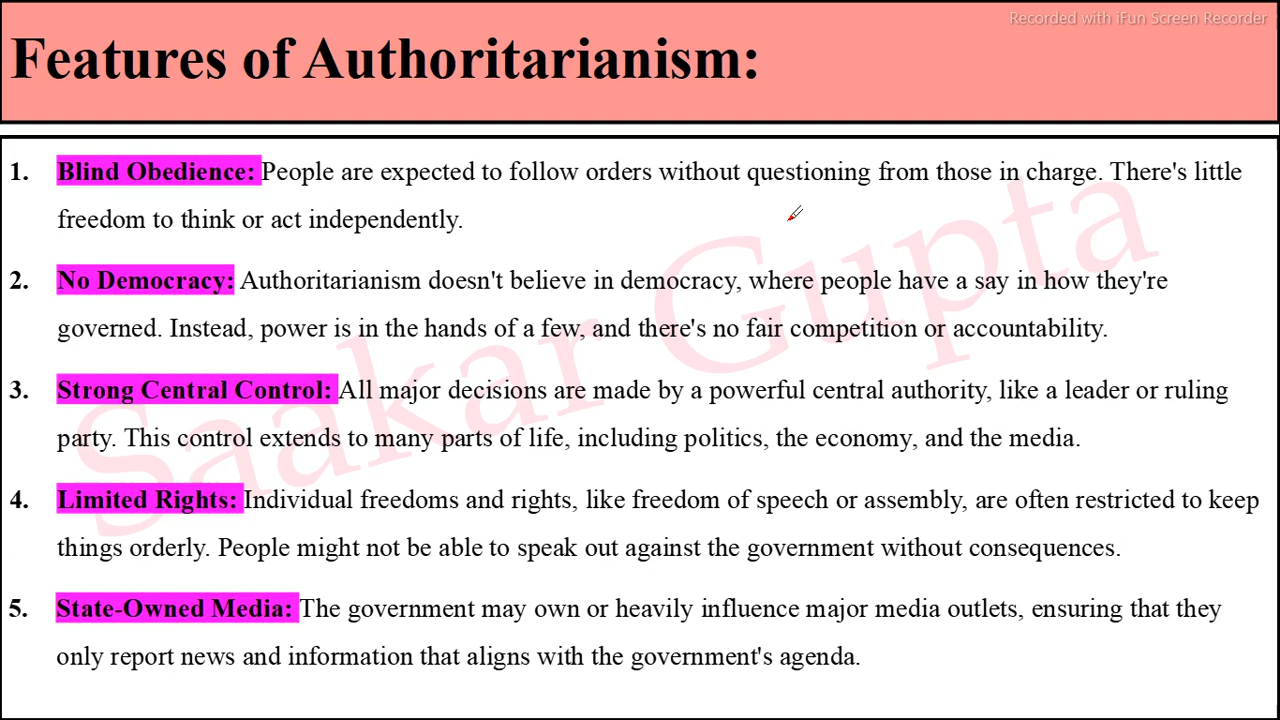 Recorded with iFun Screen Recorder
Features of Authoritarianism:
1. Blind Obedience: People are expected to follow orders without questioning from those in charge. There's little
freedom to think or act independently.
2. No Democracy: Authoritarianism doesn't believe in democracy, where people have a say in how they're
governed. Instead, power is in the hands of a few, and there's no fair competition or accountability.
3. Strong Central Control: All major decisions are made by a powerful central authority, like a leader or ruling
party. This control extends to many parts of life, including politics, the economy, and the media.
4. Limited Rights: Individual freedoms and rights, like freedom of speech or assembly, are often restricted to keep
things orderly. People might not be able to speak out against the government without consequences.
5. State-Owned Media: The government may own or heavily influence major media outlets, ensuring that they
only report news and information that aligns with the government's agenda.
Saakar Gupta